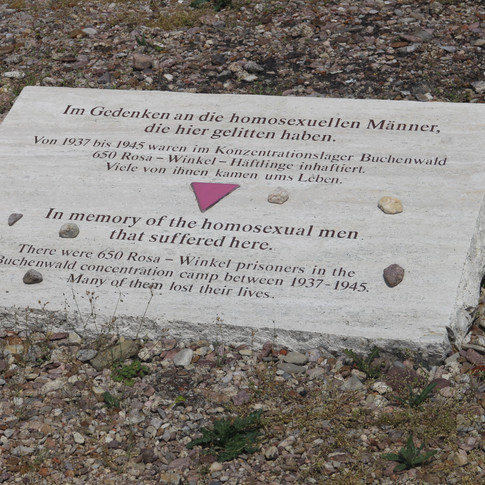 Im Gedenken an die homosexuellen Männer,
die hier gelitten haben.
Von 1937 bis 1945 waren im Konzentrationslager Buchenwald
650 Rosa – Winkel – Häftlinge inhaftiert.
Viele von ihnen kamen ums Leben.
In memory of the homosexual men
that suffered here.
There were 650 Rosa – Winkel prisoners in the
Buchenwald concentration camp between 1937-1945.
Many of them lost their lives.